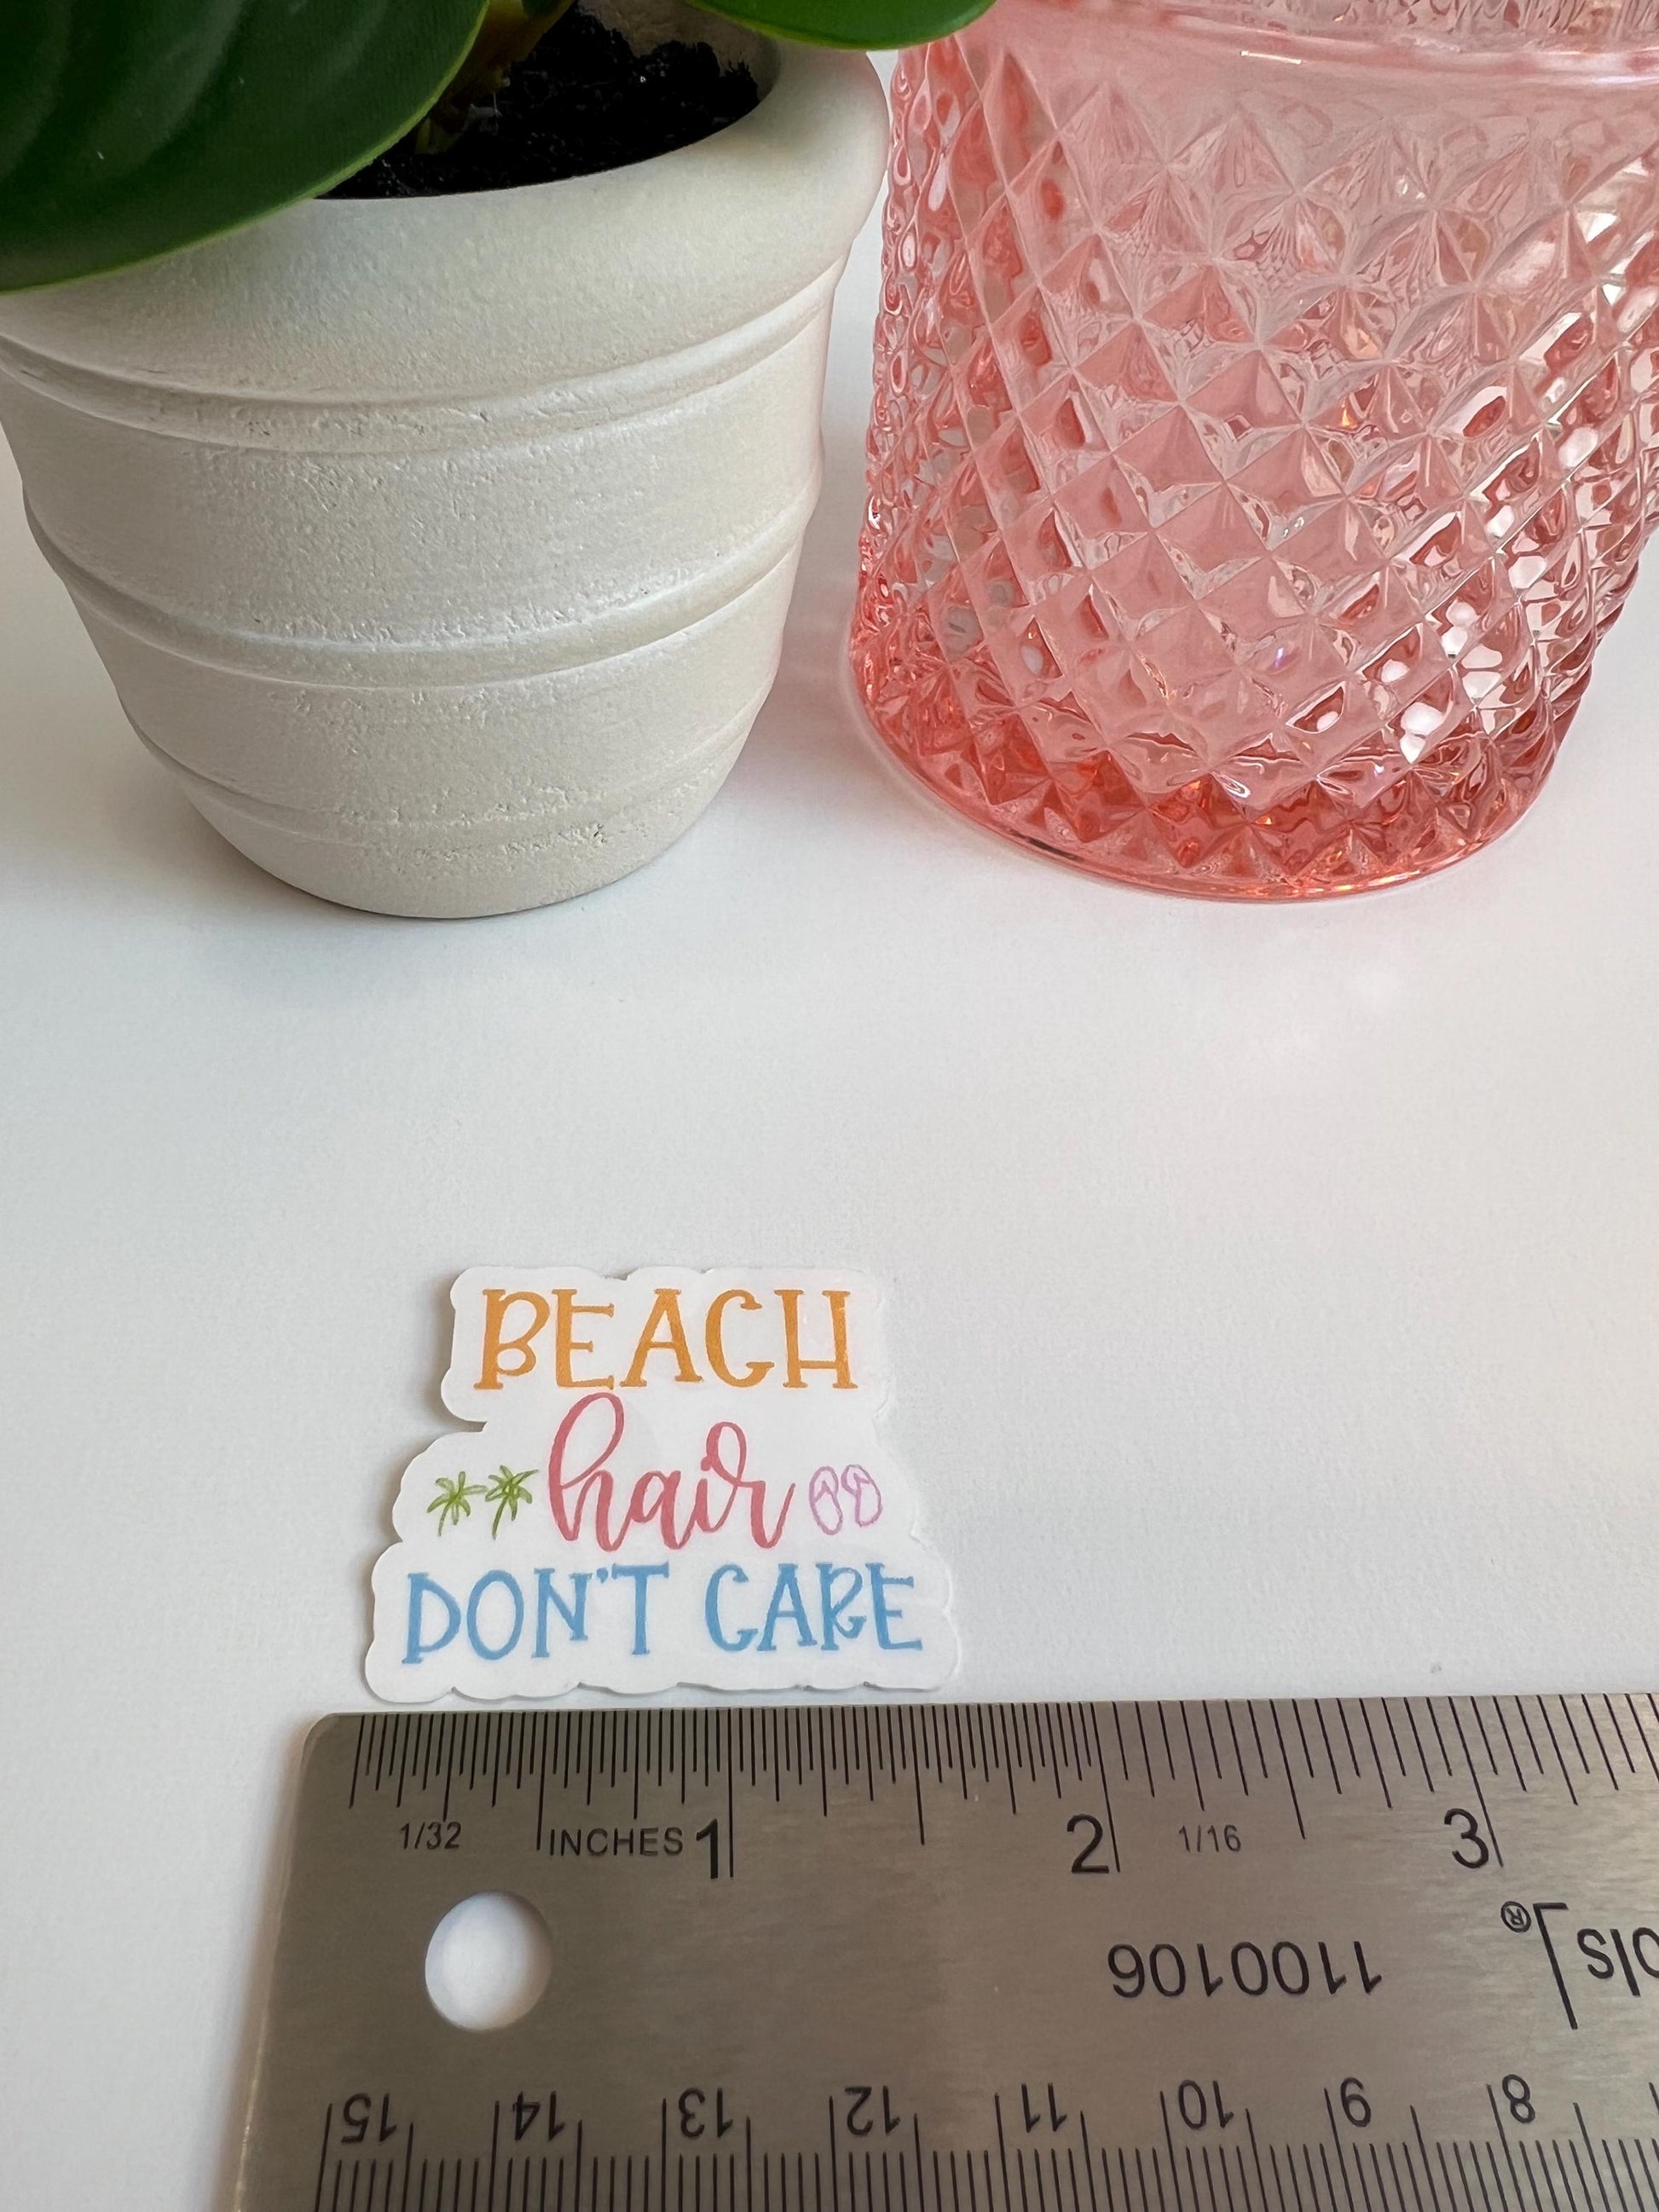 BEACH
hair
DON'T CARE
1/32 INCHES 1 2 1/16 3
1100106
®
15 14 13 12 11 10 9 8